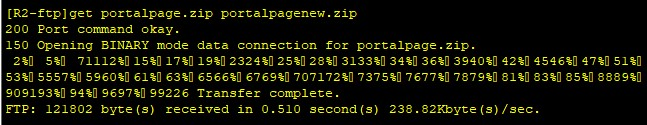 [R2-ftp]get portalpage.zip portalpagenew.zip
200 Port command okay.
150 Opening BINARY mode data connection for portalpage.zip.
2%▯ 5% 71112%▯15%▯17%▯19%▯2324%▯25%▯28%▯3133%▯34%▯36%▯3940%▯42%▯4546%▯47%▯51%
▯53%▯5557%▯5960%▯61%▯63%▯6566%▯6769%▯707172%▯7375%▯7677%▯7879%▯81%▯83%▯85%▯8889%
▯909193%▯94%▯9697%▯99226 Transfer complete.
FTP: 121802 byte(s) received in 0.510 second(s) 238.82Kbyte(s)/sec.